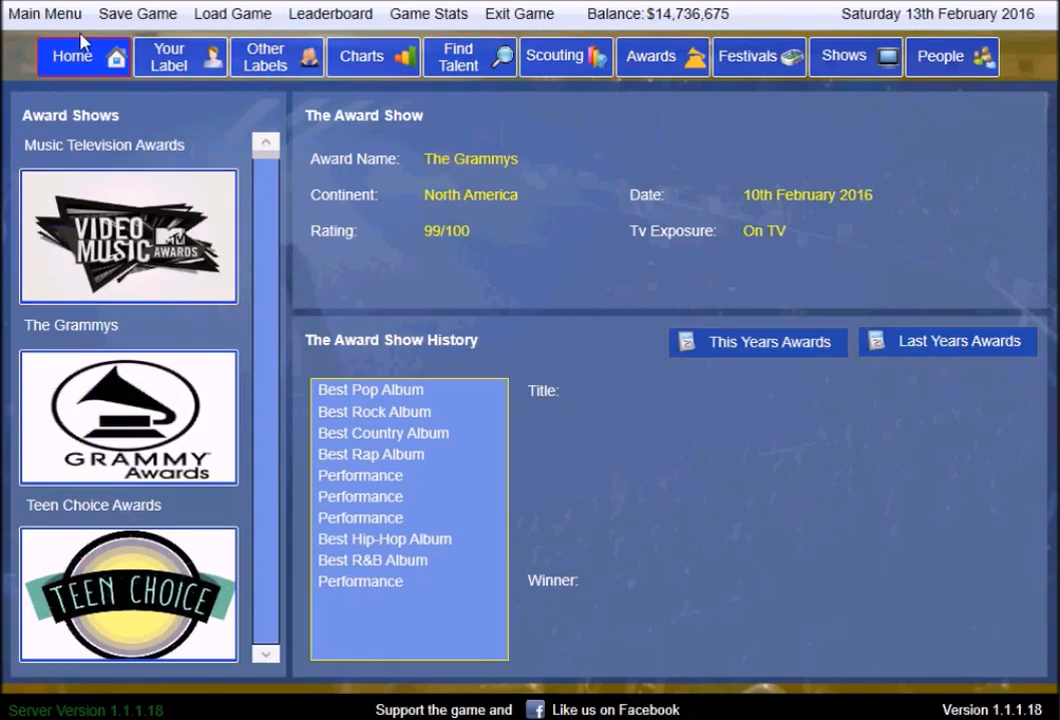 Main Menu Save Game Load Game Leaderboard Game Stats Exit Game Balance: $14,736,675 Saturday 13th February 2016
Home Your Label Other Labels Charts Find Talent Scouting Awards Festivals Shows People
Award Shows
Music Television Awards
VIDEO
MUSIC MTV AWARDS
The Grammys
GRAMMY
Awards
Teen Choice Awards
TEEN CHOICE
The Award Show
Award Name: The Grammys
Continent: North America Date: 10th February 2016
Rating: 99/100 Tv Exposure: On TV
The Award Show History This Years Awards Last Years Awards
Best Pop Album
Best Rock Album
Best Country Album
Best Rap Album
Performance
Performance
Performance
Best Hip-Hop Album
Best R&B Album
Performance
Title:
Winner:
Server Version 1.1.1.18 Support the game and f Like us on Facebook Version 1.1.1.18